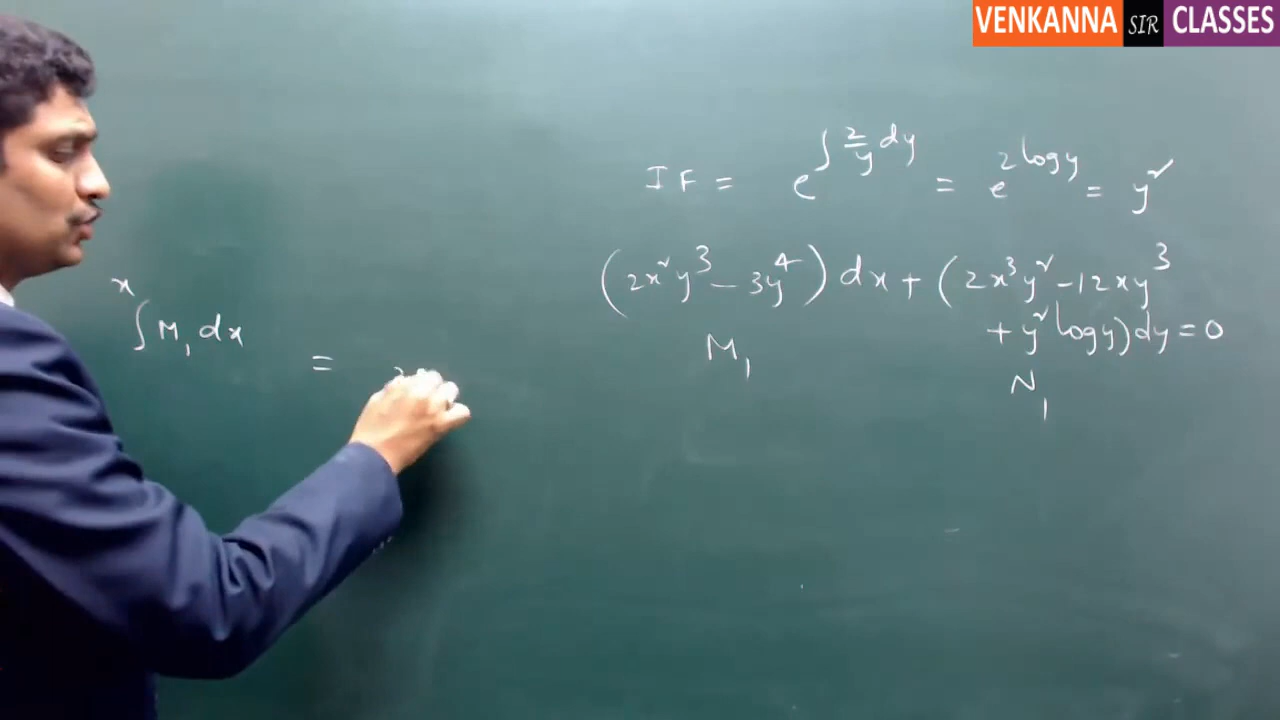 VENKANNA SIR CLASSES
IF = e^{∫ 2/y dy} = e^{2 log y} = y²
(2x²y³ - 3y⁴) dx + (2x³y² - 12xy³
+ y² log y) dy = 0
M₁
N₁
∫^x M₁ dx =